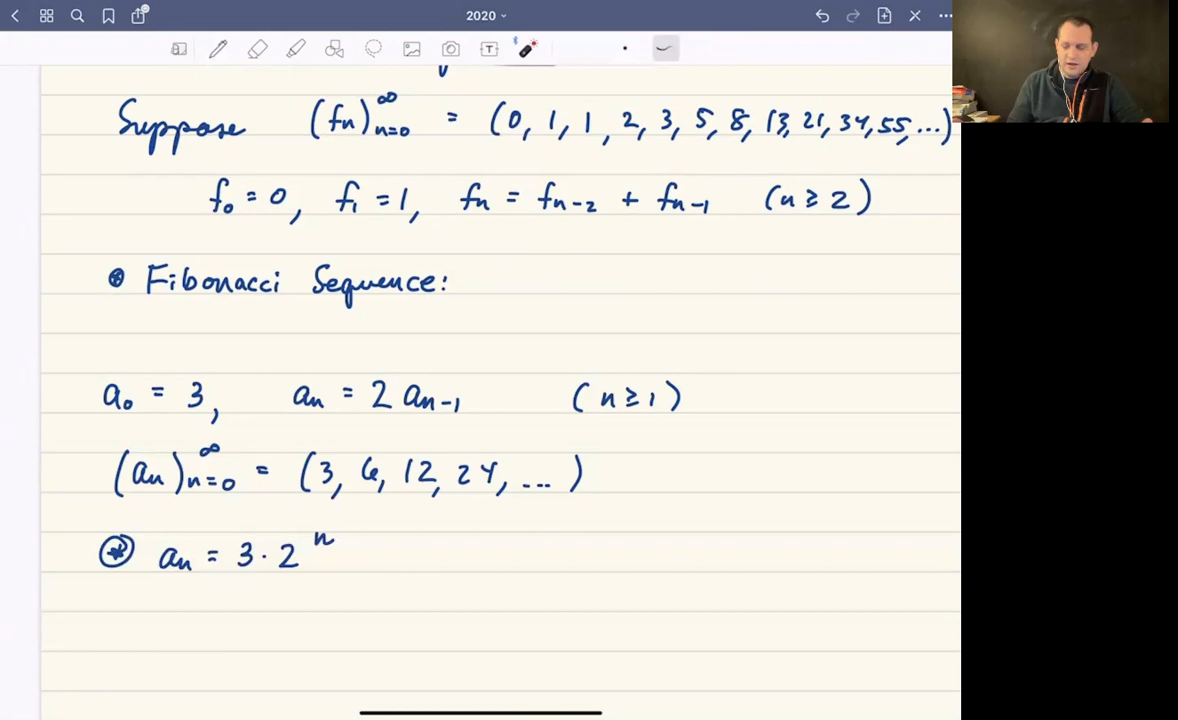 2020
Suppose (fn)_{n=0}^∞ = (0, 1, 1, 2, 3, 5, 8, 13, 21, 34, 55, ...)
f₀ = 0, f₁ = 1, fn = fn-2 + fn-1 (n ≥ 2)
Fibonacci Sequence:
a₀ = 3, an = 2 an-1 (n ≥ 1)
(an)_{n=0}^∞ = (3, 6, 12, 24, ...)
an = 3 · 2ⁿ